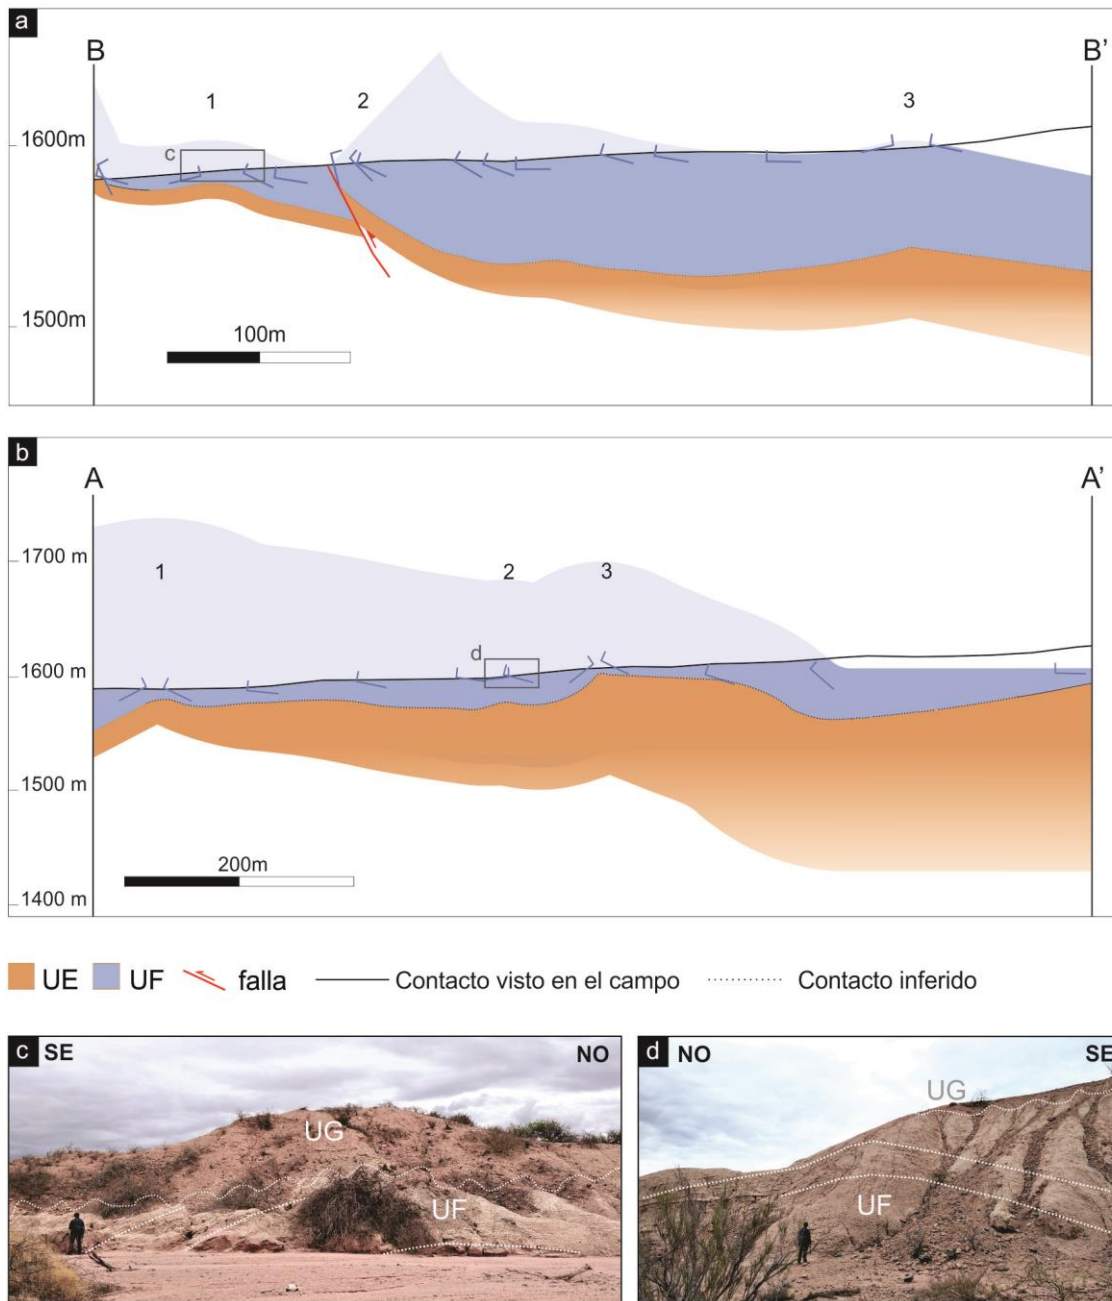 a
B B'
1 2 3
1600m
c
1500m
100m
b
A A'
1700 m
1 2 3
d
1600 m
1500 m
200m
1400 m
UE UF falla Contacto visto en el campo Contacto inferido
c SE NO
UG
UF
d NO SE
UG
UF